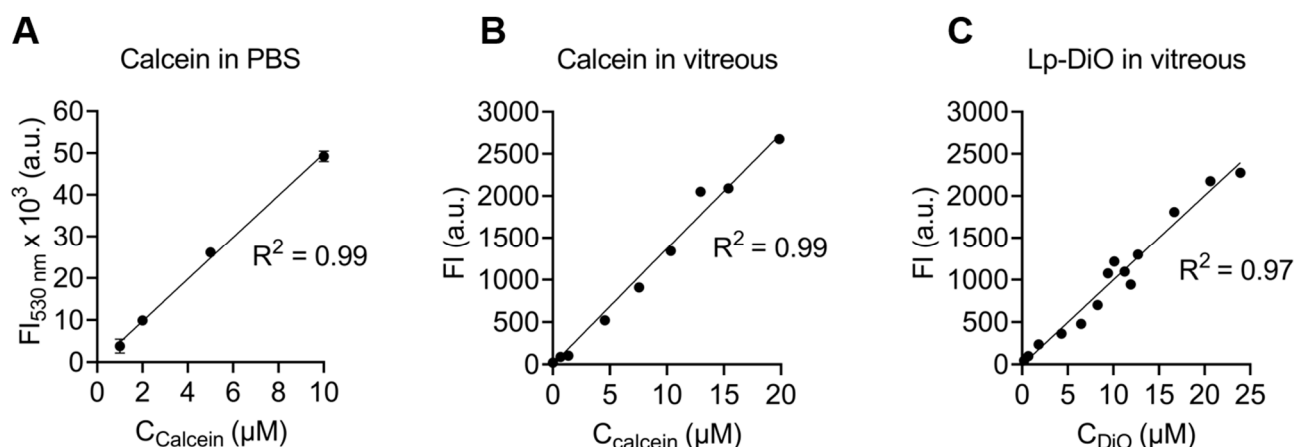 A
Calcein in PBS
FI530 nm x 10³ (a.u.)
60
50
40
30
20
10
0
0 2 4 6 8 10
R² = 0.99
CCalcein (µM)
B
Calcein in vitreous
FI (a.u.)
3000
2500
2000
1500
1000
500
0
0 5 10 15 20
R² = 0.99
Ccalcein (µM)
C
Lp-DiO in vitreous
FI (a.u.)
3000
2500
2000
1500
1000
500
0
0 5 10 15 20 25
R² = 0.97
CDiO (µM)